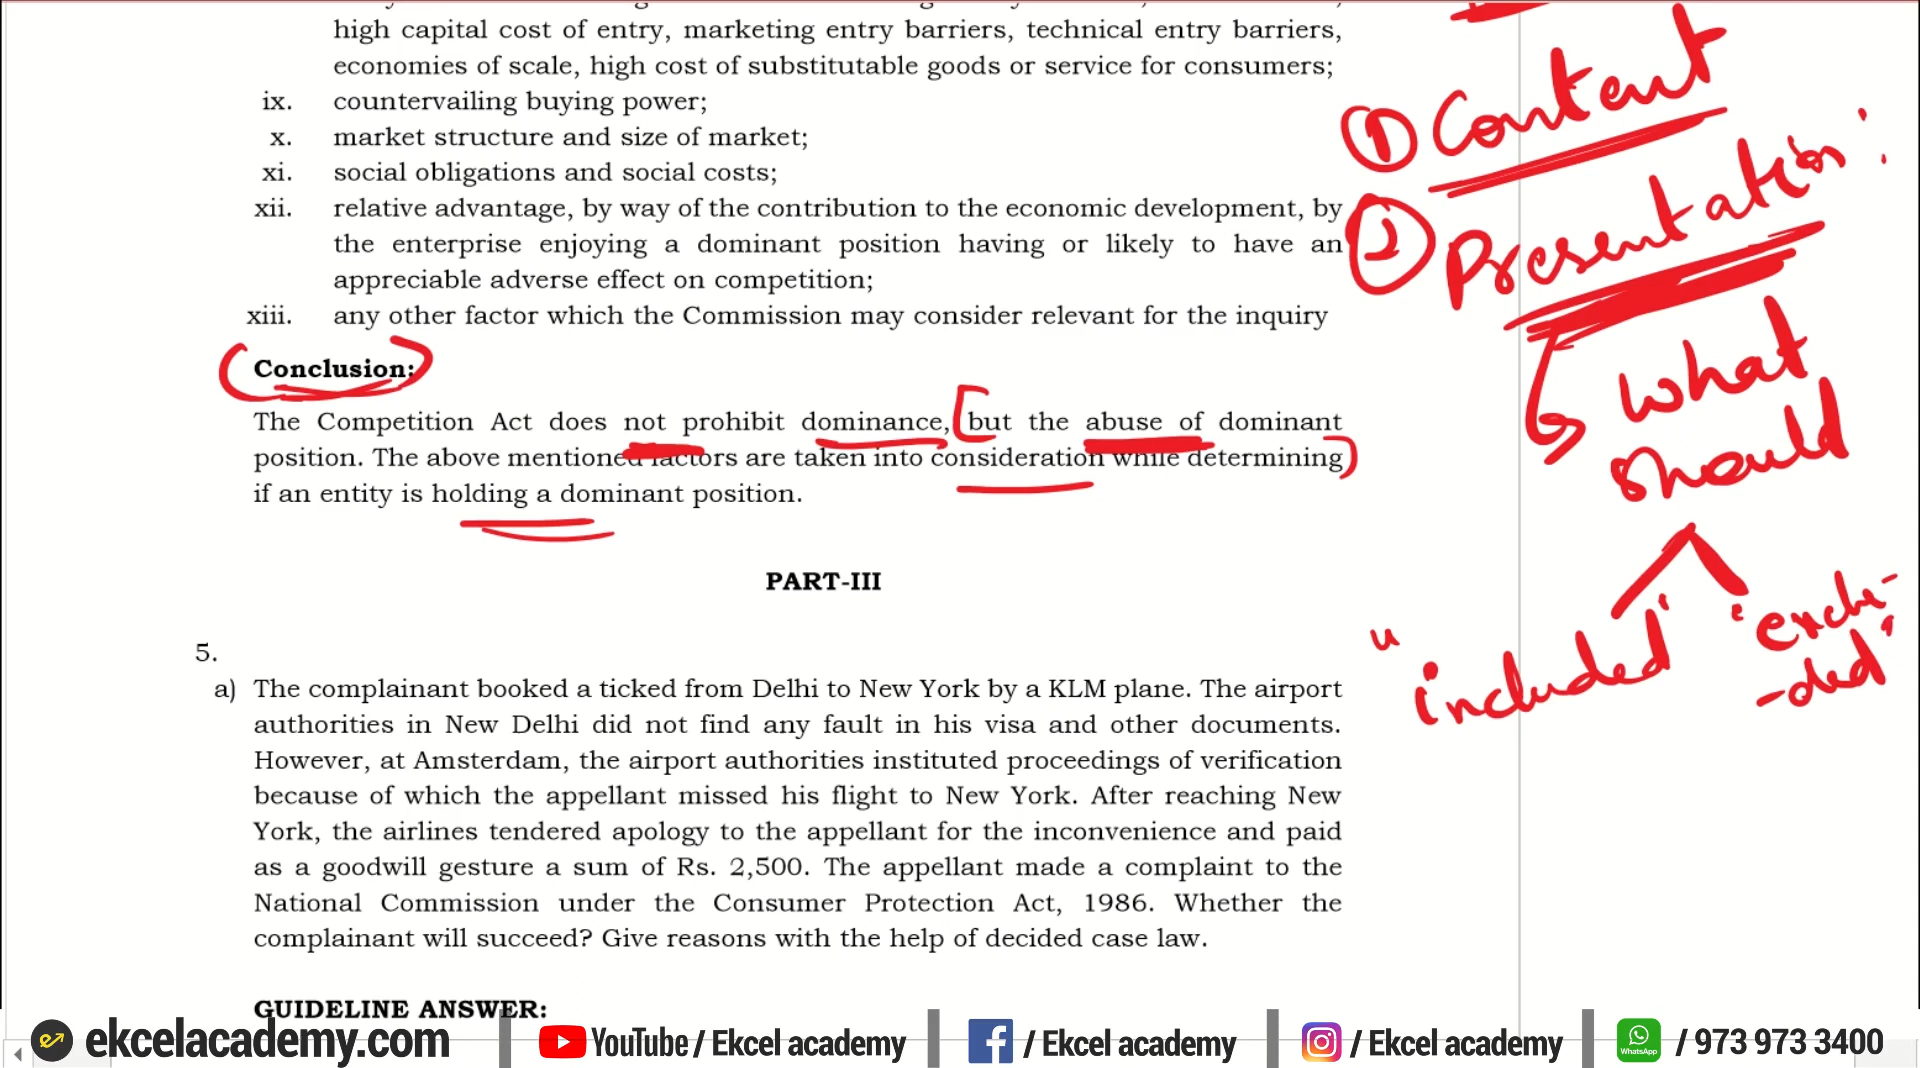 high capital cost of entry, marketing entry barriers, technical entry barriers,
economies of scale, high cost of substitutable goods or service for consumers;
ix. countervailing buying power;
x. market structure and size of market;
xi. social obligations and social costs;
xii. relative advantage, by way of the contribution to the economic development, by
the enterprise enjoying a dominant position having or likely to have an
appreciable adverse effect on competition;
xiii. any other factor which the Commission may consider relevant for the inquiry
Conclusion:
The Competition Act does not prohibit dominance, but the abuse of dominant
position. The above mentioned factors are taken into consideration while determining
if an entity is holding a dominant position.
PART-III
5.
a) The complainant booked a ticked from Delhi to New York by a KLM plane. The airport
authorities in New Delhi did not find any fault in his visa and other documents.
However, at Amsterdam, the airport authorities instituted proceedings of verification
because of which the appellant missed his flight to New York. After reaching New
York, the airlines tendered apology to the appellant for the inconvenience and paid
as a goodwill gesture a sum of Rs. 2,500. The appellant made a complaint to the
National Commission under the Consumer Protection Act, 1986. Whether the
complainant will succeed? Give reasons with the help of decided case law.
GUIDELINE ANSWER:
① Content
② Presentation:
What
should
"included"
"exclu-
-ded"
ekcelacademy.com | YouTube / Ekcel academy | / Ekcel academy | / Ekcel academy | WhatsApp / 973 973 3400